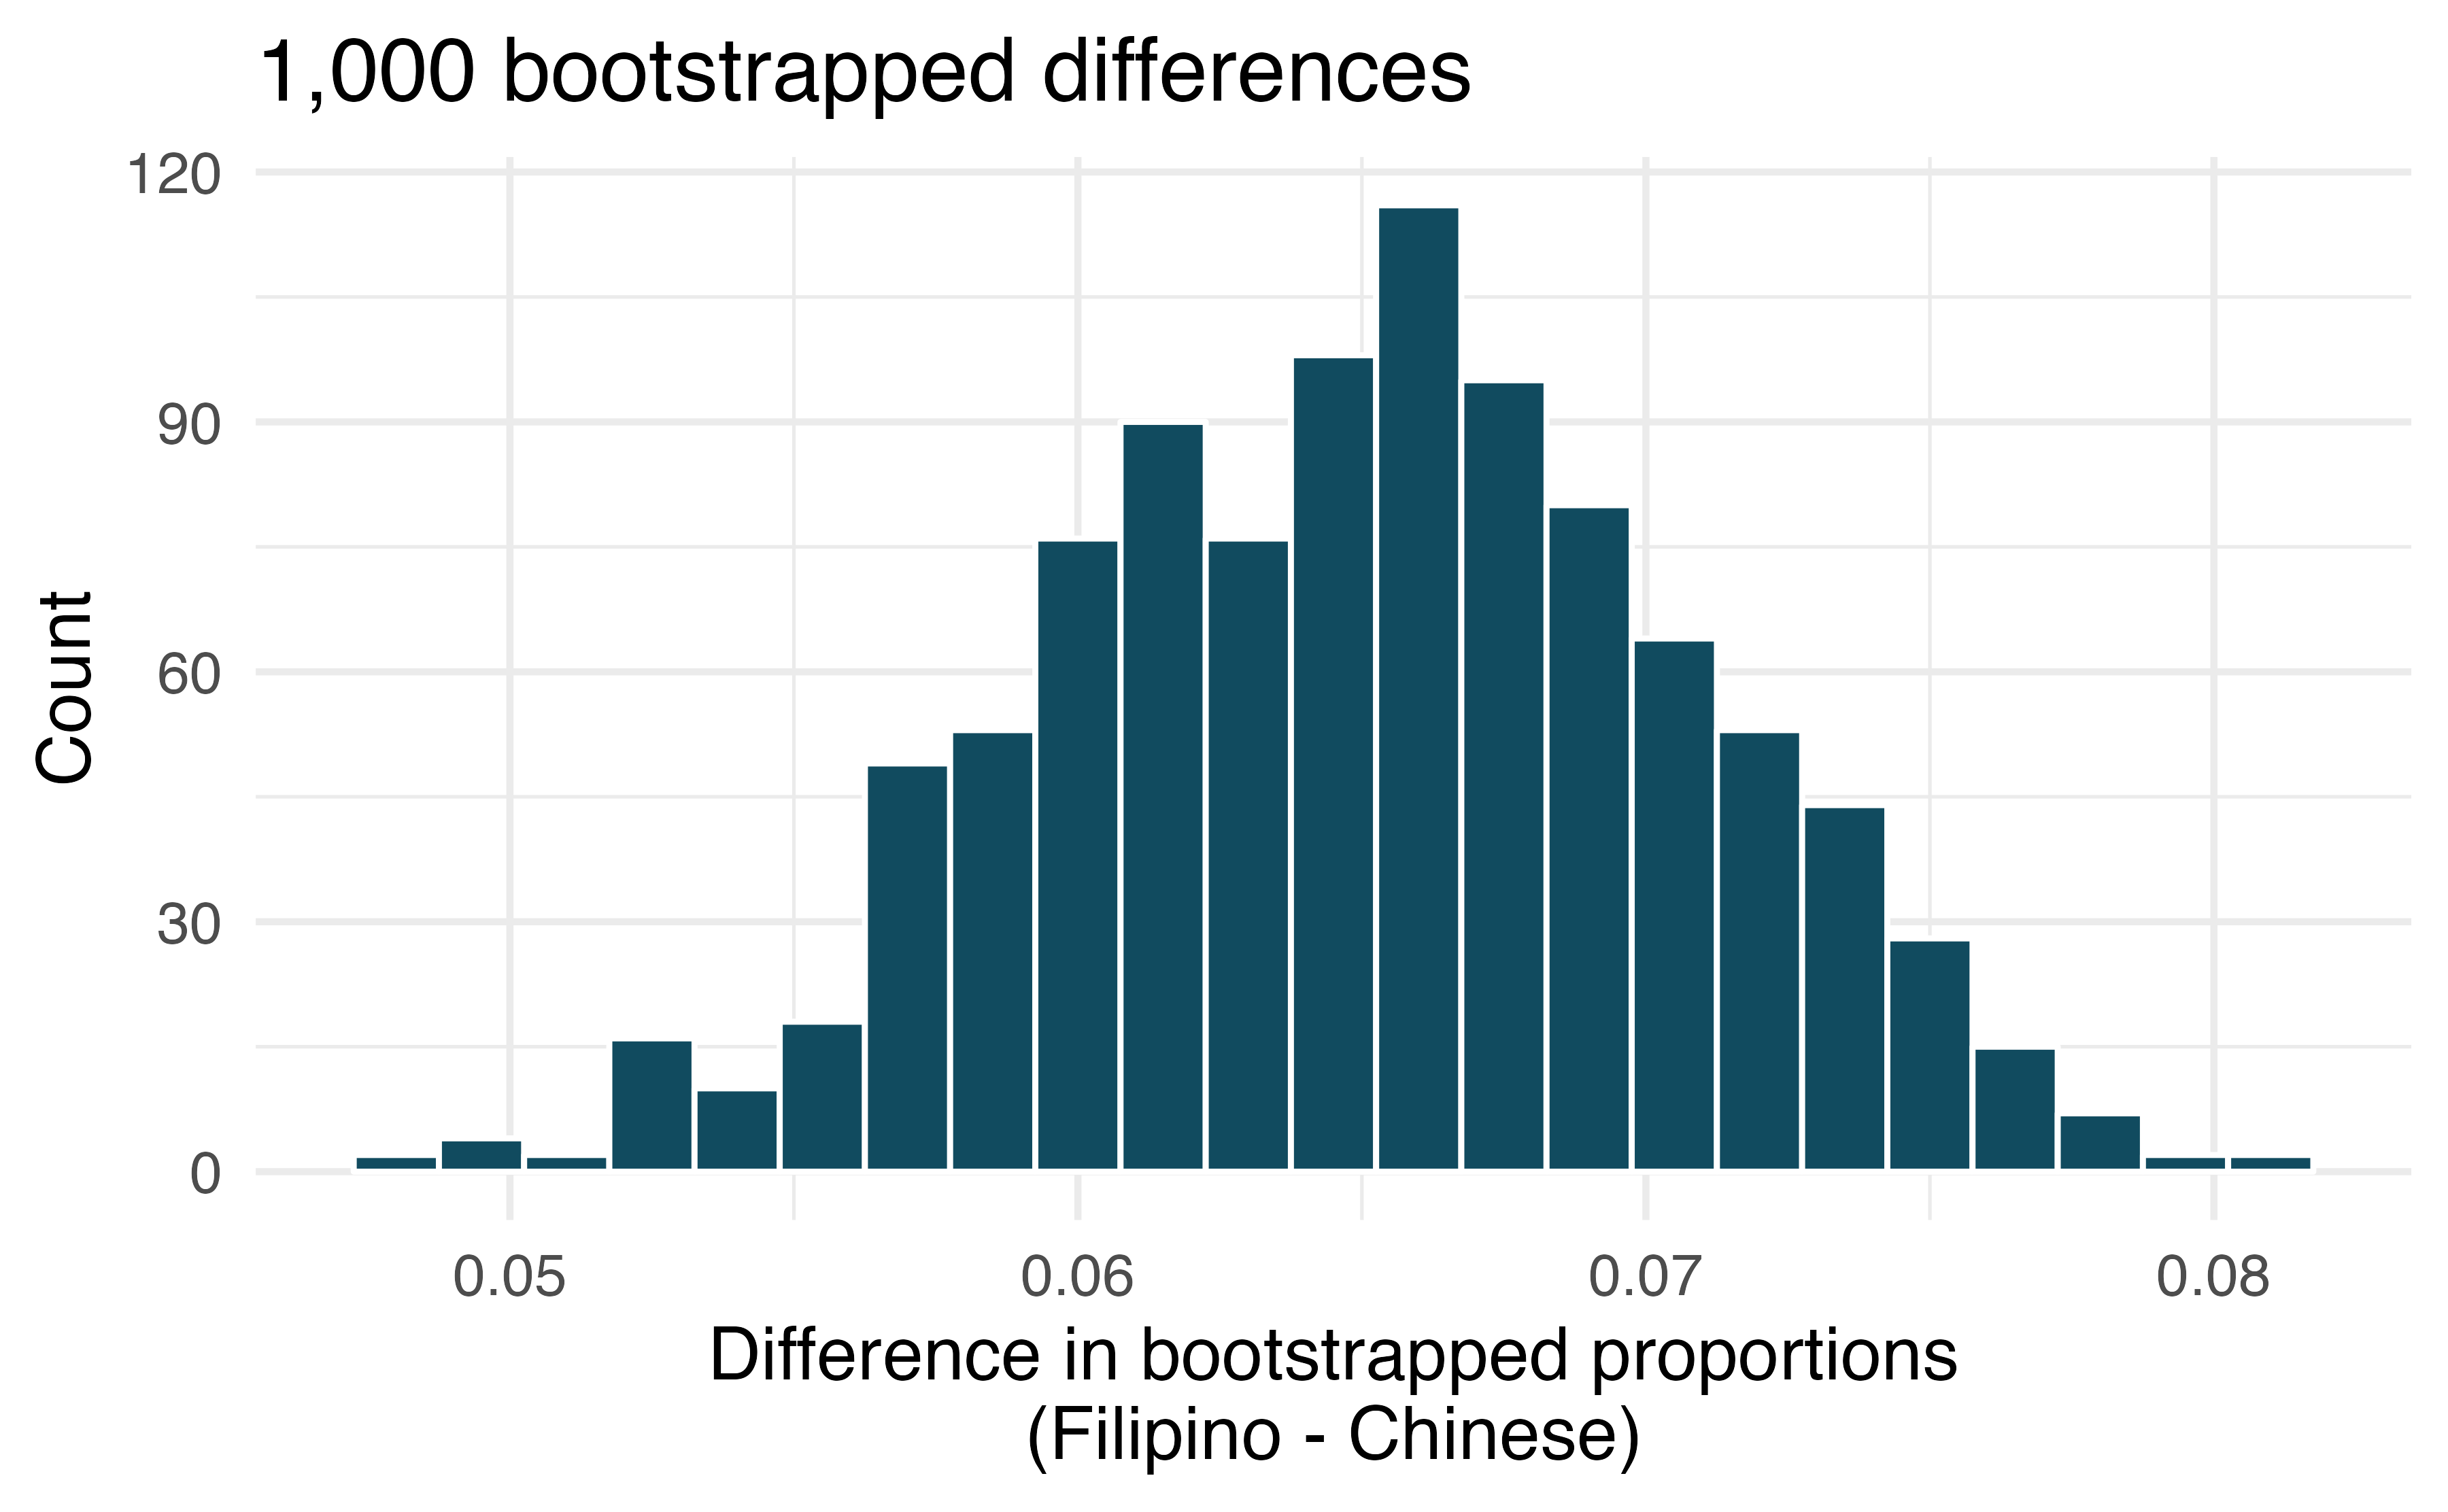 1,000 bootstrapped differences
120
90
60
30
0
Count
0.05 0.06 0.07 0.08
Difference in bootstrapped proportions
(Filipino - Chinese)